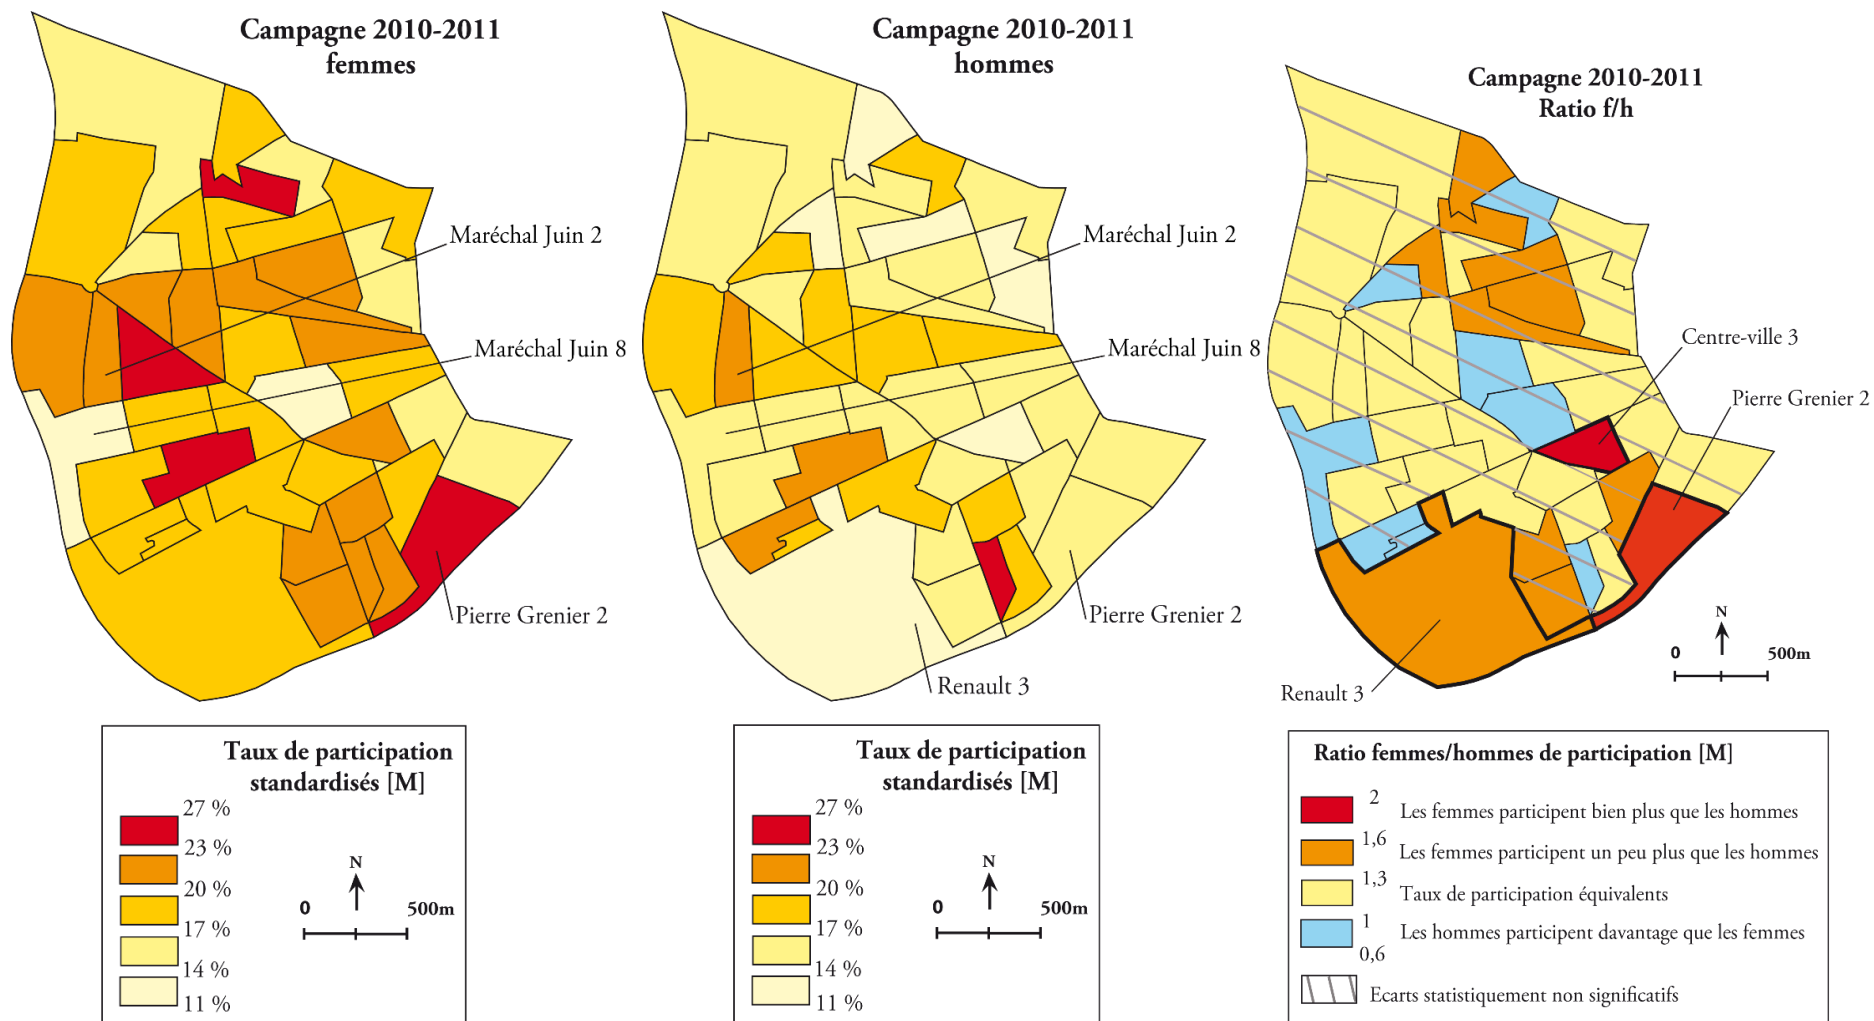 Campagne 2010-2011
femmes
Maréchal Juin 2
Maréchal Juin 8
Pierre Grenier 2
Taux de participation
standardisés [M]
27 %
23 %
20 %
17 %
14 %
11 %
N
0
500m
Campagne 2010-2011
hommes
Maréchal Juin 2
Maréchal Juin 8
Pierre Grenier 2
Renault 3
Taux de participation
standardisés [M]
27 %
23 %
20 %
17 %
14 %
11 %
N
0
500m
Campagne 2010-2011
Ratio f/h
Centre-ville 3
Pierre Grenier 2
Renault 3
N
0
500m
Ratio femmes/hommes de participation [M]
2
Les femmes participent bien plus que les hommes
1,6
Les femmes participent un peu plus que les hommes
1,3
Taux de participation équivalents
1
Les hommes participent davantage que les femmes
0,6
Ecarts statistiquement non significatifs